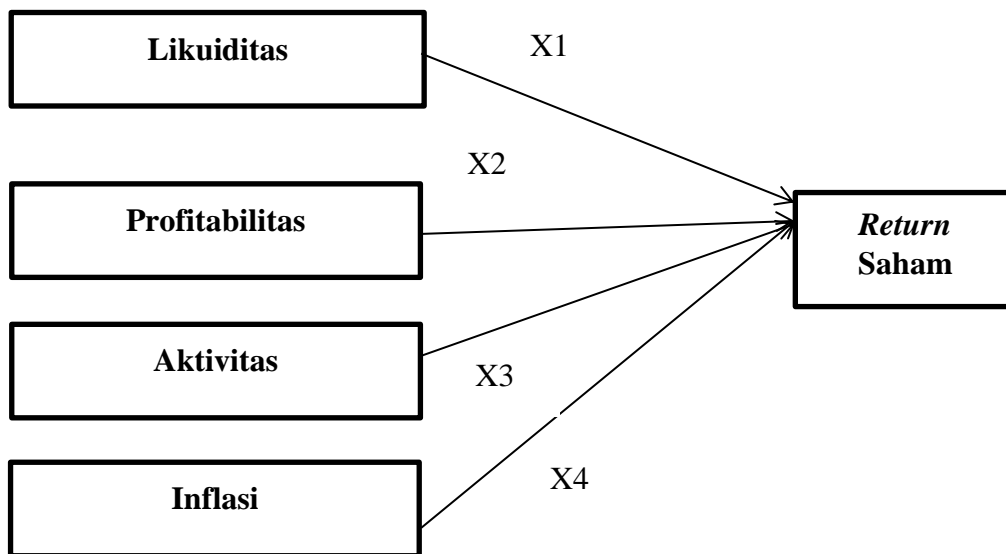 Likuiditas
X1
X2
Profitabilitas
Return
Saham
Aktivitas
X3
X4
Inflasi